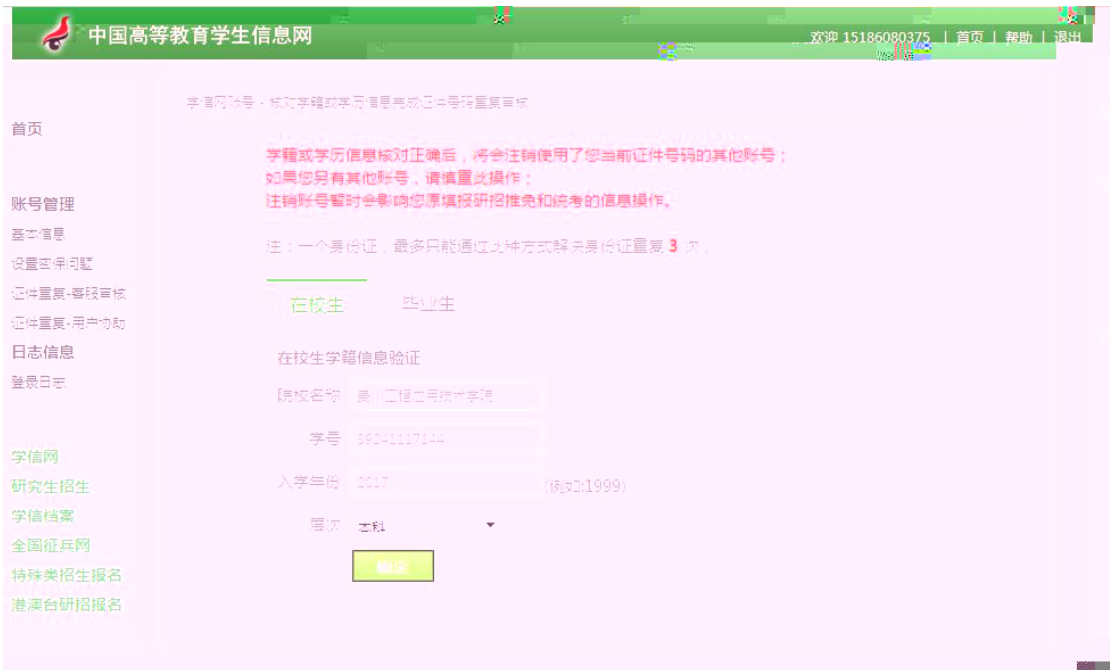 中国高等教育学生信息网
欢迎 15186080375 | 首页 | 帮助 | 退出
学信网账号 - 核对学籍或学历信息完成证件号码重复审核
首页
学籍或学历信息核对正确后，将会注销使用了您当前证件号码的其他账号；
如果您另有其他账号，请慎重此操作；
注销账号暂时会影响您原填报研招推免和统考的信息操作。
账号管理
基本信息
注：一个身份证，最多只能通过此种方式解决身份证重复 3 次．
设置密保问题
证件重复-客服审核
在校生 毕业生
证件重复-用户协助
日志信息
在校生学籍信息验证
登录日志
院校名称 贵州工程应用技术学院
学号
学信网
入学年份 2017 (例如:1999)
研究生招生
学信档案
层次 本科
全国征兵网
确定
特殊类招生报名
港澳台研招报名